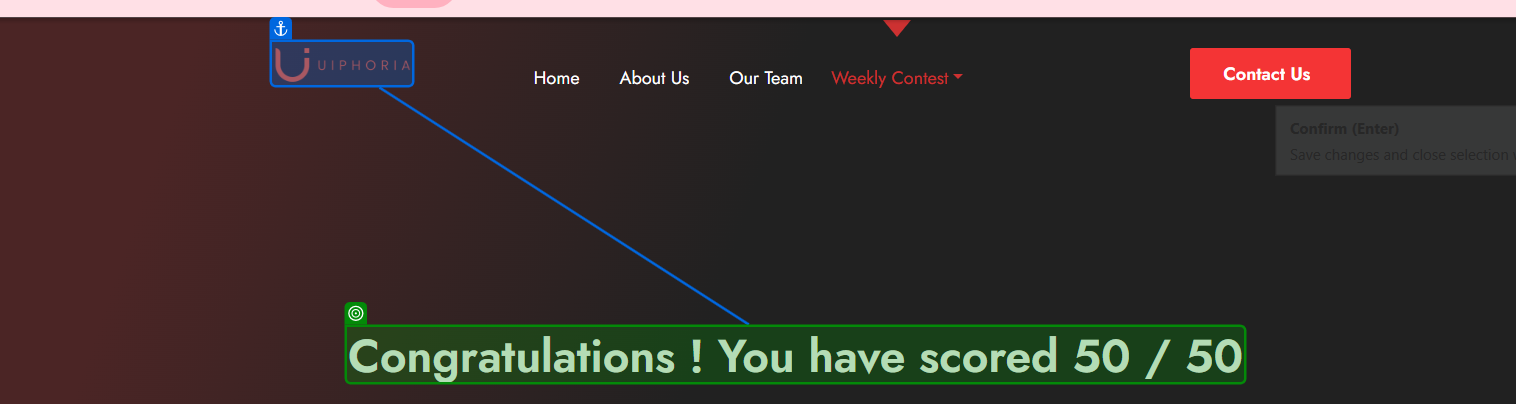 UIPHORIA
Home About Us Our Team Weekly Contest
Contact Us
Confirm (Enter)
Save changes and close selection
Congratulations ! You have scored 50 / 50